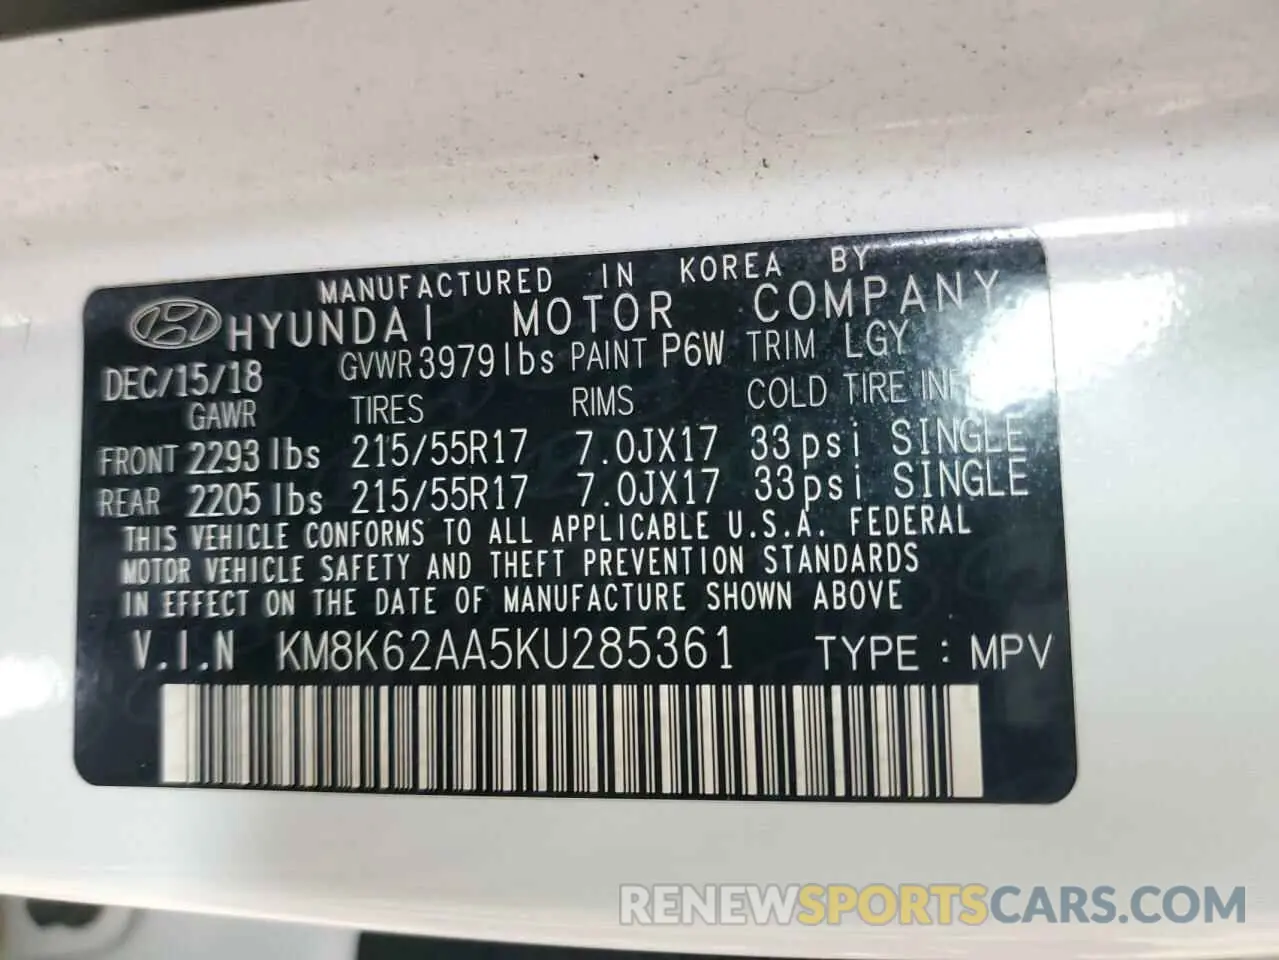 MANUFACTURED IN KOREA BY
HYUNDAI MOTOR COMPANY
DEC/15/18 GVWR 3979 lbs PAINT P6W TRIM LGY
GAWR TIRES RIMS COLD TIRE INF
FRONT 2293 lbs 215/55R17 7.0JX17 33psi SINGLE
REAR 2205 lbs 215/55R17 7.0JX17 33psi SINGLE
THIS VEHICLE CONFORMS TO ALL APPLICABLE U.S.A. FEDERAL
MOTOR VEHICLE SAFETY AND THEFT PREVENTION STANDARDS
IN EFFECT ON THE DATE OF MANUFACTURE SHOWN ABOVE
V.I.N KM8K62AA5KU285361 TYPE : MPV
RENEWSPORTSCARS.COM